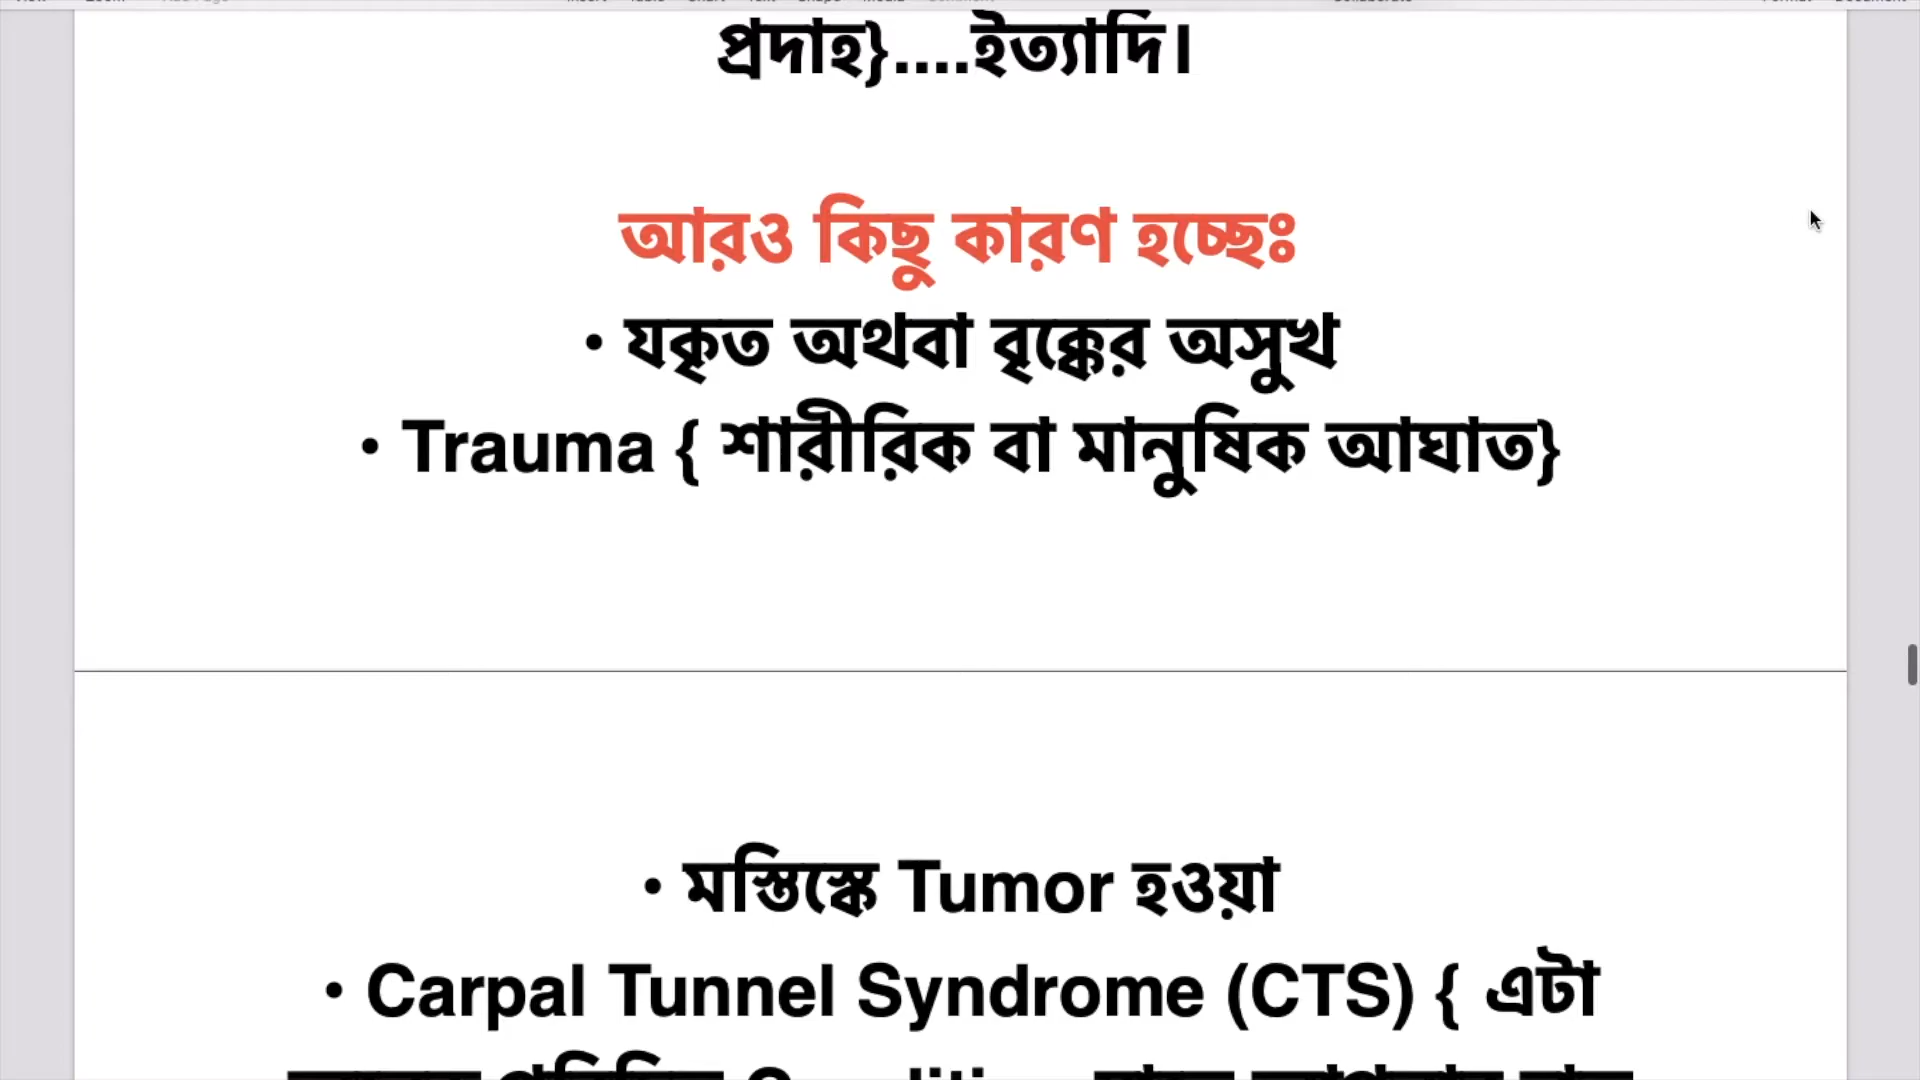 প্রদাহ}....ইত্যাদি।
আরও কিছু কারণ হচ্ছেঃ
• যকৃত অথবা বৃক্কের অসুখ
• Trauma { শারীরিক বা মানুষিক আঘাত}
• মস্তিস্কে Tumor হওয়া
• Carpal Tunnel Syndrome (CTS) { এটা